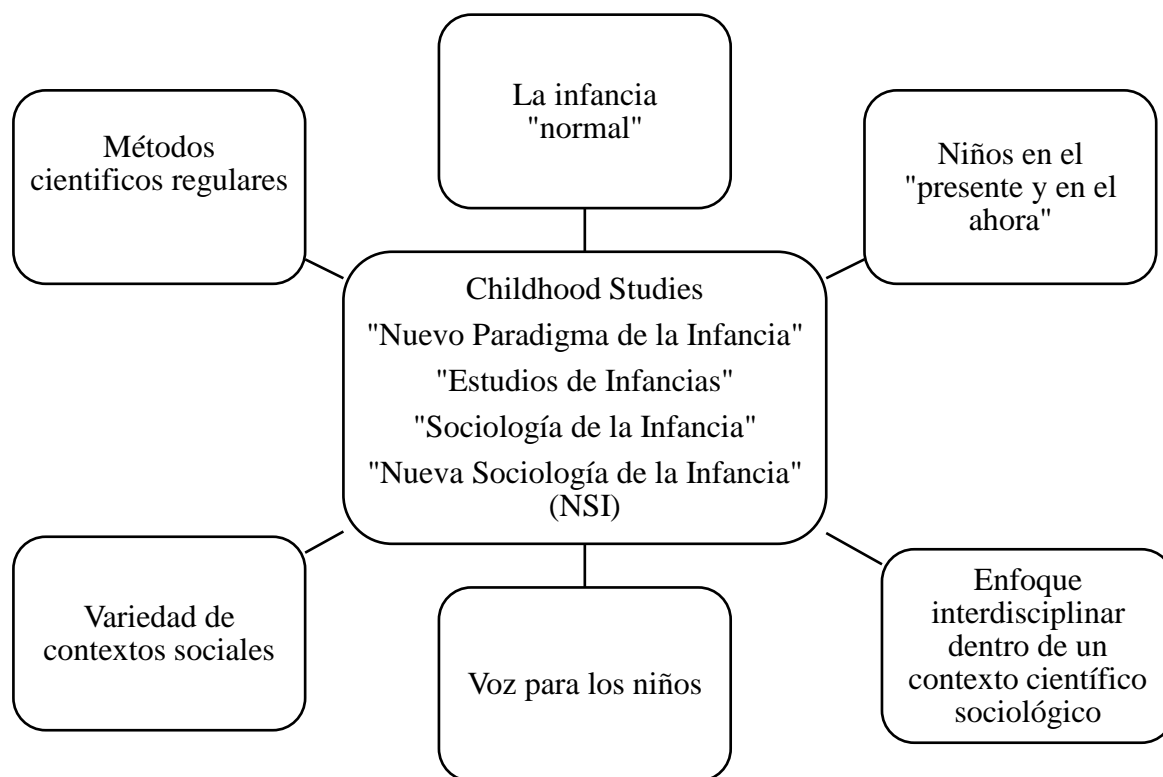 La infancia
"normal"
Métodos
cientificos regulares
Niños en el
"presente y en el
ahora"
Childhood Studies
"Nuevo Paradigma de la Infancia"
"Estudios de Infancias"
"Sociología de la Infancia"
"Nueva Sociología de la Infancia"
(NSI)
Variedad de
contextos sociales
Voz para los niños
Enfoque
interdisciplinar
dentro de un
contexto científico
sociológico